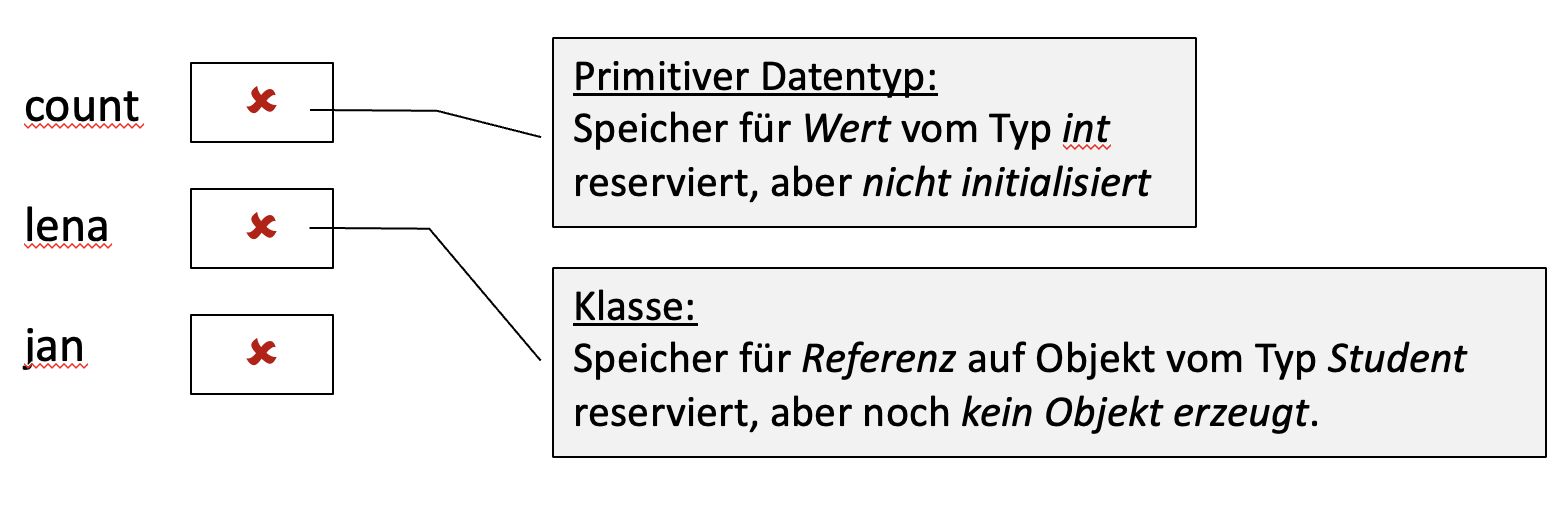 count
Primitiver Datentyp:
Speicher für Wert vom Typ int
reserviert, aber nicht initialisiert
lena
Klasse:
Speicher für Referenz auf Objekt vom Typ Student
reserviert, aber noch kein Objekt erzeugt.
jan